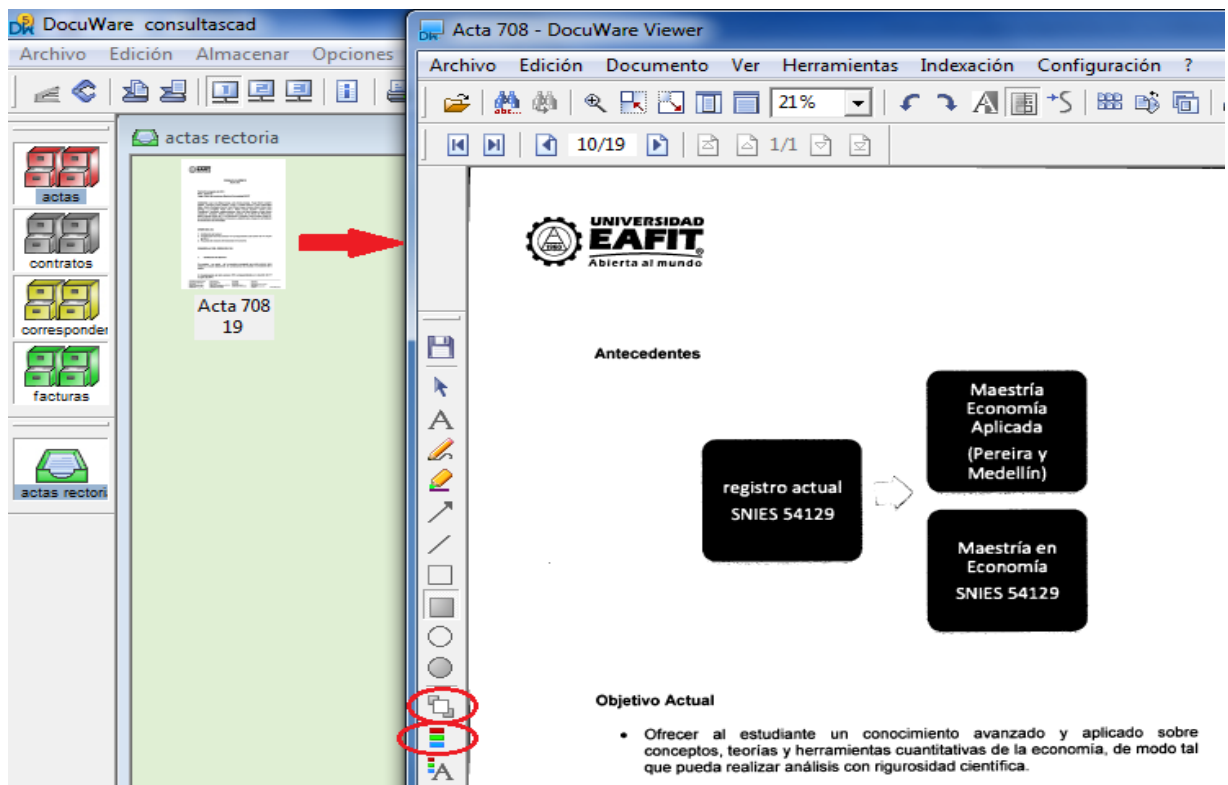 DocuWare consultascad
Archivo Edición Almacenar Opciones
actas rectoria
actas
contratos
corresponder
facturas
actas rectori
Acta 708
19
Acta 708 - DocuWare Viewer
Archivo Edición Documento Ver Herramientas Indexación Configuración ?
21%
10/19
1/1
UNIVERSIDAD
EAFIT
Abierta al mundo
Antecedentes
registro actual
SNIES 54129
Maestría
Economía
Aplicada
(Pereira y
Medellín)
Maestría en
Economía
SNIES 54129
Objetivo Actual
• Ofrecer al estudiante un conocimiento avanzado y aplicado sobre
conceptos, teorías y herramientas cuantitativas de la economía, de modo tal
que pueda realizar análisis con rigurosidad científica.